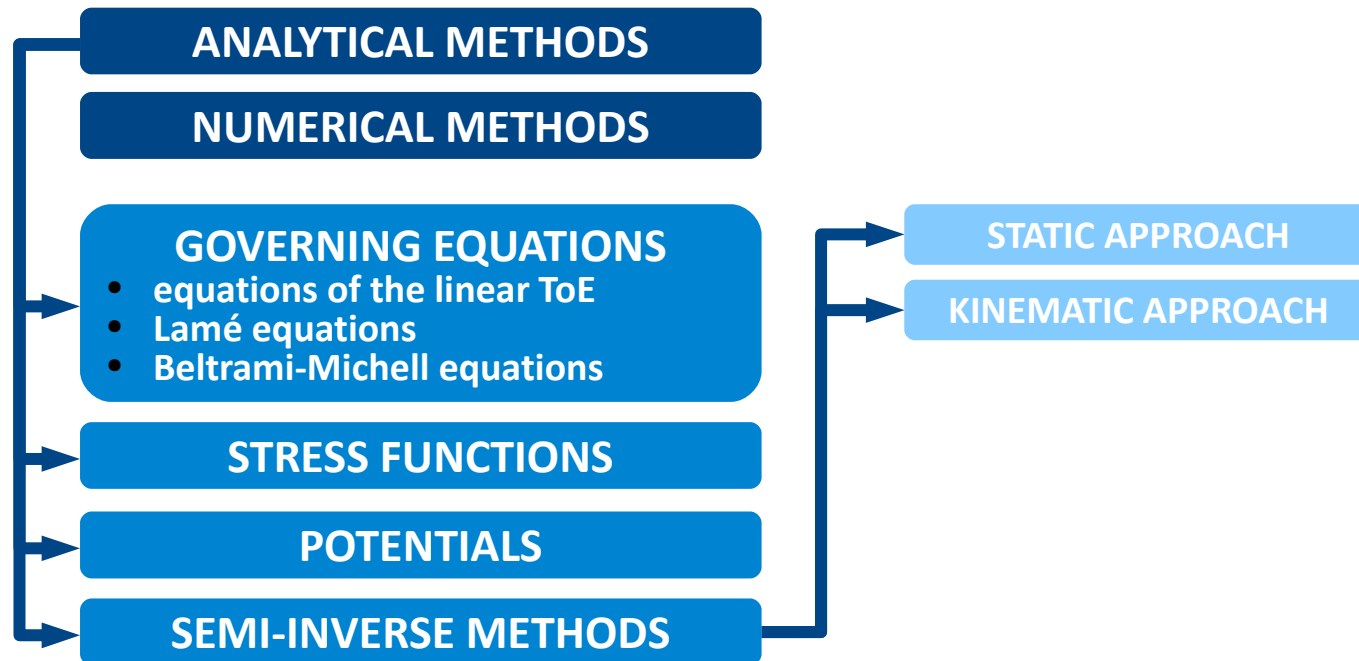 ANALYTICAL METHODS
NUMERICAL METHODS
GOVERNING EQUATIONS
• equations of the linear ToE
• Lamé equations
• Beltrami-Michell equations
STRESS FUNCTIONS
POTENTIALS
SEMI-INVERSE METHODS
STATIC APPROACH
KINEMATIC APPROACH